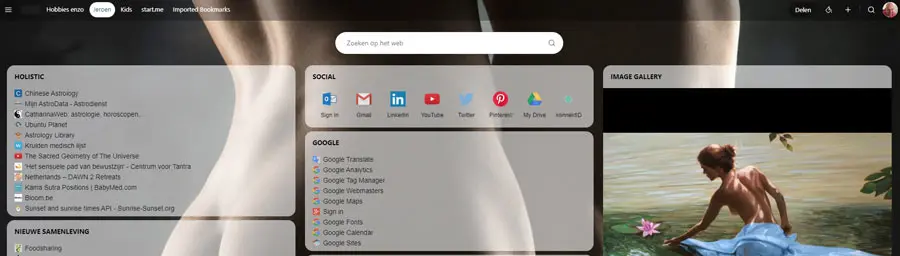 Hobbies enzo Jeroen Kids start.me Imported Bookmarks Delen
Zoeken op het web
HOLISTIC
Chinese Astrology
Mijn AstroData - Astrodienst
CatharinaWeb, astrologie, horoscopen,
Ubuntu Planet
Astrology Library
Kruiden medisch lijst
The Sacred Geometry of The Universe
'Het sensuele pad van bewustzijn' - Centrum voor Tantra
Netherlands – DAWN 2 Retreats
Kama Sutra Positions | BabyMed.com
Bloom.be
Sunset and sunrise times API - Sunrise-Sunset.org
NIEUWE SAMENLEVING
Foodsharing
SOCIAL
Sign in Gmail LinkedIn YouTube Twitter Pinterest My Drive
GOOGLE
Google Translate
Google Analytics
Google Tag Manager
Google Webmasters
Google Maps
Sign in
Google Fonts
Google Calendar
Google Sites
IMAGE GALLERY